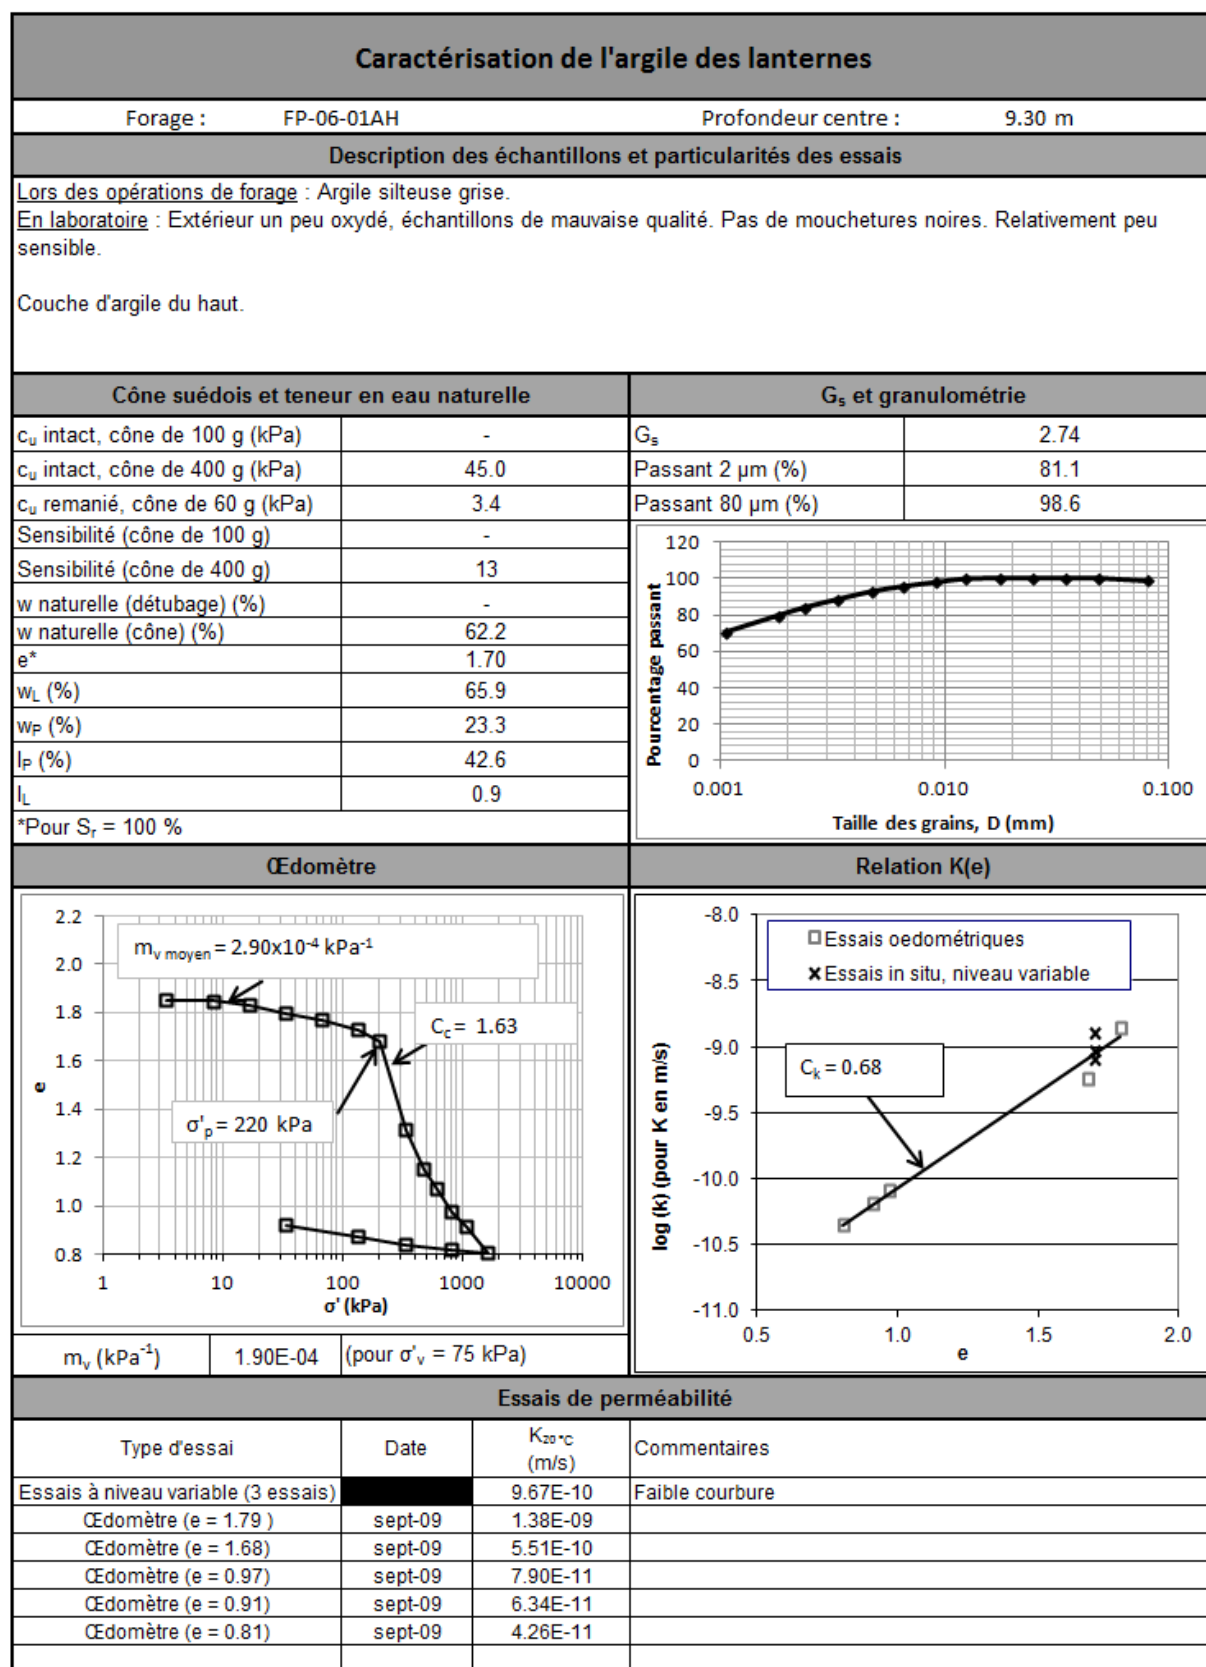 Caractérisation de l'argile des lanternes
Forage : FP-06-01AH Profondeur centre : 9.30 m
Description des échantillons et particularités des essais
Lors des opérations de forage : Argile silteuse grise.
En laboratoire : Extérieur un peu oxydé, échantillons de mauvaise qualité. Pas de mouchetures noires. Relativement peu
sensible.
Couche d'argile du haut.
Cône suédois et teneur en eau naturelle
cu intact, cône de 100 g (kPa) -
cu intact, cône de 400 g (kPa) 45.0
cu remanié, cône de 60 g (kPa) 3.4
Sensibilité (cône de 100 g) -
Sensibilité (cône de 400 g) 13
w naturelle (détubage) (%) -
w naturelle (cône) (%) 62.2
e* 1.70
wL (%) 65.9
wP (%) 23.3
IP (%) 42.6
IL 0.9
*Pour Sr = 100 %
Gs et granulométrie
Gs 2.74
Passant 2 µm (%) 81.1
Passant 80 µm (%) 98.6
120
100
80
60
40
20
0
Pourcentage passant
0.001 0.010 0.100
Taille des grains, D (mm)
Œdomètre
2.2
2.0
1.8
1.6
1.4
1.2
1.0
0.8
e
mv moyen = 2.90x10-4 kPa-1
Cc = 1.63
σ'p = 220 kPa
1 10 100 1000 10000
σ' (kPa)
mv (kPa-1) 1.90E-04 (pour σ'v = 75 kPa)
Relation K(e)
-8.0
-8.5
-9.0
-9.5
-10.0
-10.5
-11.0
log (k) (pour K en m/s)
Essais oedométriques
Essais in situ, niveau variable
Ck = 0.68
0.5 1.0 1.5 2.0
e
Essais de perméabilité
Type d'essai Date K20°C (m/s) Commentaires
Essais à niveau variable (3 essais) 9.67E-10 Faible courbure
Œdomètre (e = 1.79 ) sept-09 1.38E-09
Œdomètre (e = 1.68) sept-09 5.51E-10
Œdomètre (e = 0.97) sept-09 7.90E-11
Œdomètre (e = 0.91) sept-09 6.34E-11
Œdomètre (e = 0.81) sept-09 4.26E-11